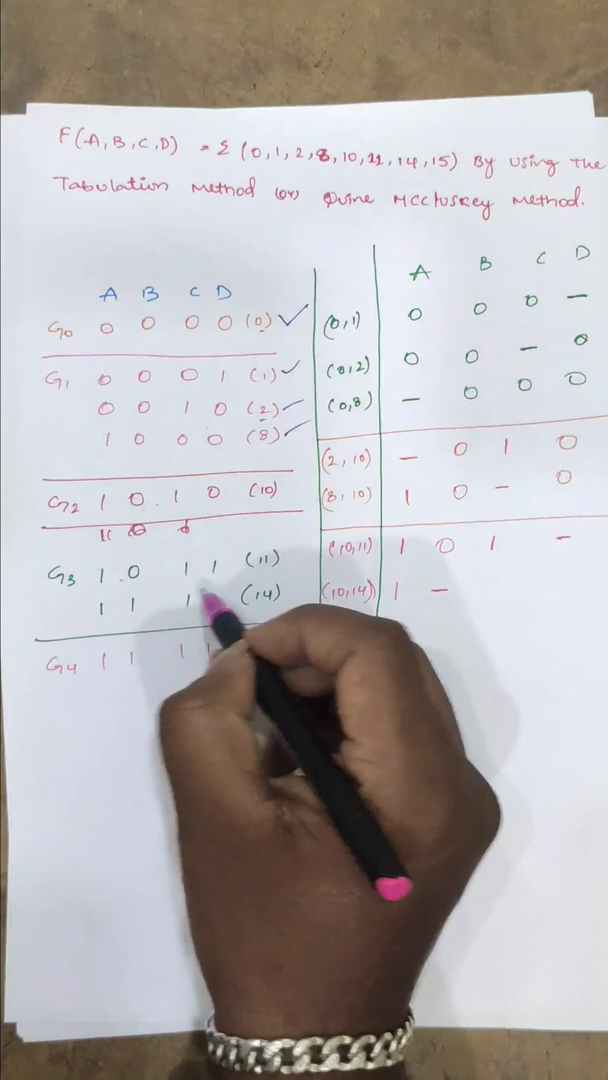 F(A,B,C,D) = Σ (0,1,2,8,10,11,14,15) By using the
Tabulation Method (or) Quine MCCluskey Method.
A B C D
G0 0 0 0 0 (0) ✓
G1 0 0 0 1 (1) ✓
0 0 1 0 (2) ✓
1 0 0 0 (8) ✓
G2 1 0 1 0 (10)
G3 1 0 1 1 (11)
1 1 1 (14)
G4 1 1 1 1
A B C D
(0,1) 0 0 0 –
(0,2) 0 0 – 0
(0,8) – 0 0 0
(2,10) – 0 1 0
(8,10) 1 0 – 0
(10,11) 1 0 1 –
(10,14) 1 –